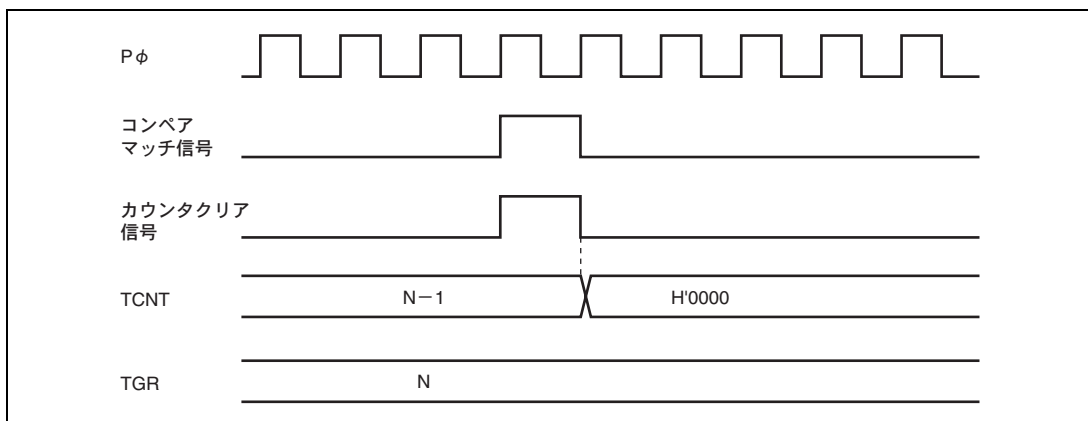 Pφ
コンペア
マッチ信号
カウンタクリア
信号
TCNT
N－1
H'0000
TGR
N